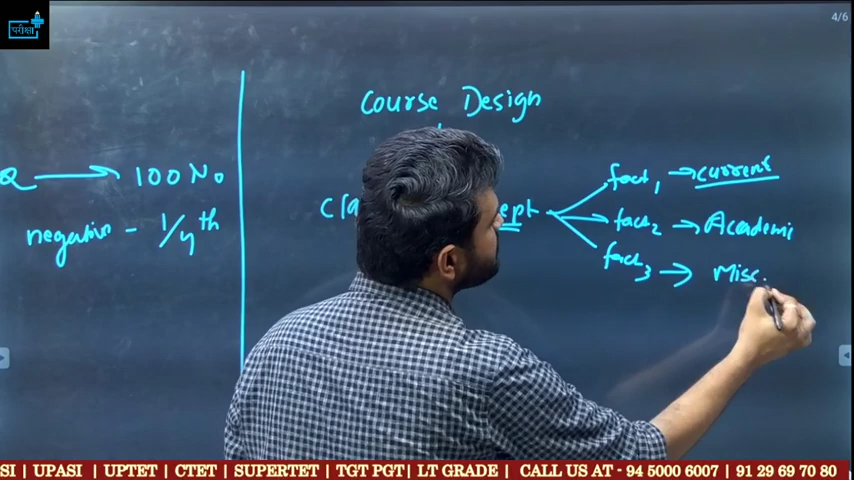 परीक्षा
4/6
Course Design
100 No
negative - 1/4th
fact1 → current
fact2 → Academi
fact3 → Misc.
SI | UPASI | UPTET | CTET | SUPERTET | TGT PGT| LT GRADE | CALL US AT - 94 5000 6007 | 91 29 69 70 80